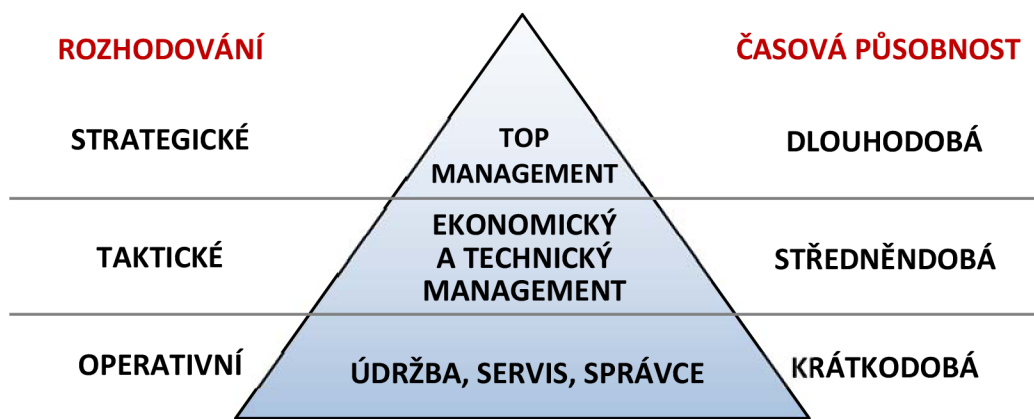 ROZHODOVÁNÍ
ČASOVÁ PŮSOBNOST
STRATEGICKÉ
TOP
MANAGEMENT
DLOUHODOBÁ
TAKTICKÉ
EKONOMICKÝ
A TECHNICKÝ
MANAGEMENT
STŘEDNĚNDOBÁ
OPERATIVNÍ
ÚDRŽBA, SERVIS, SPRÁVCE
KRÁTKODOBÁ